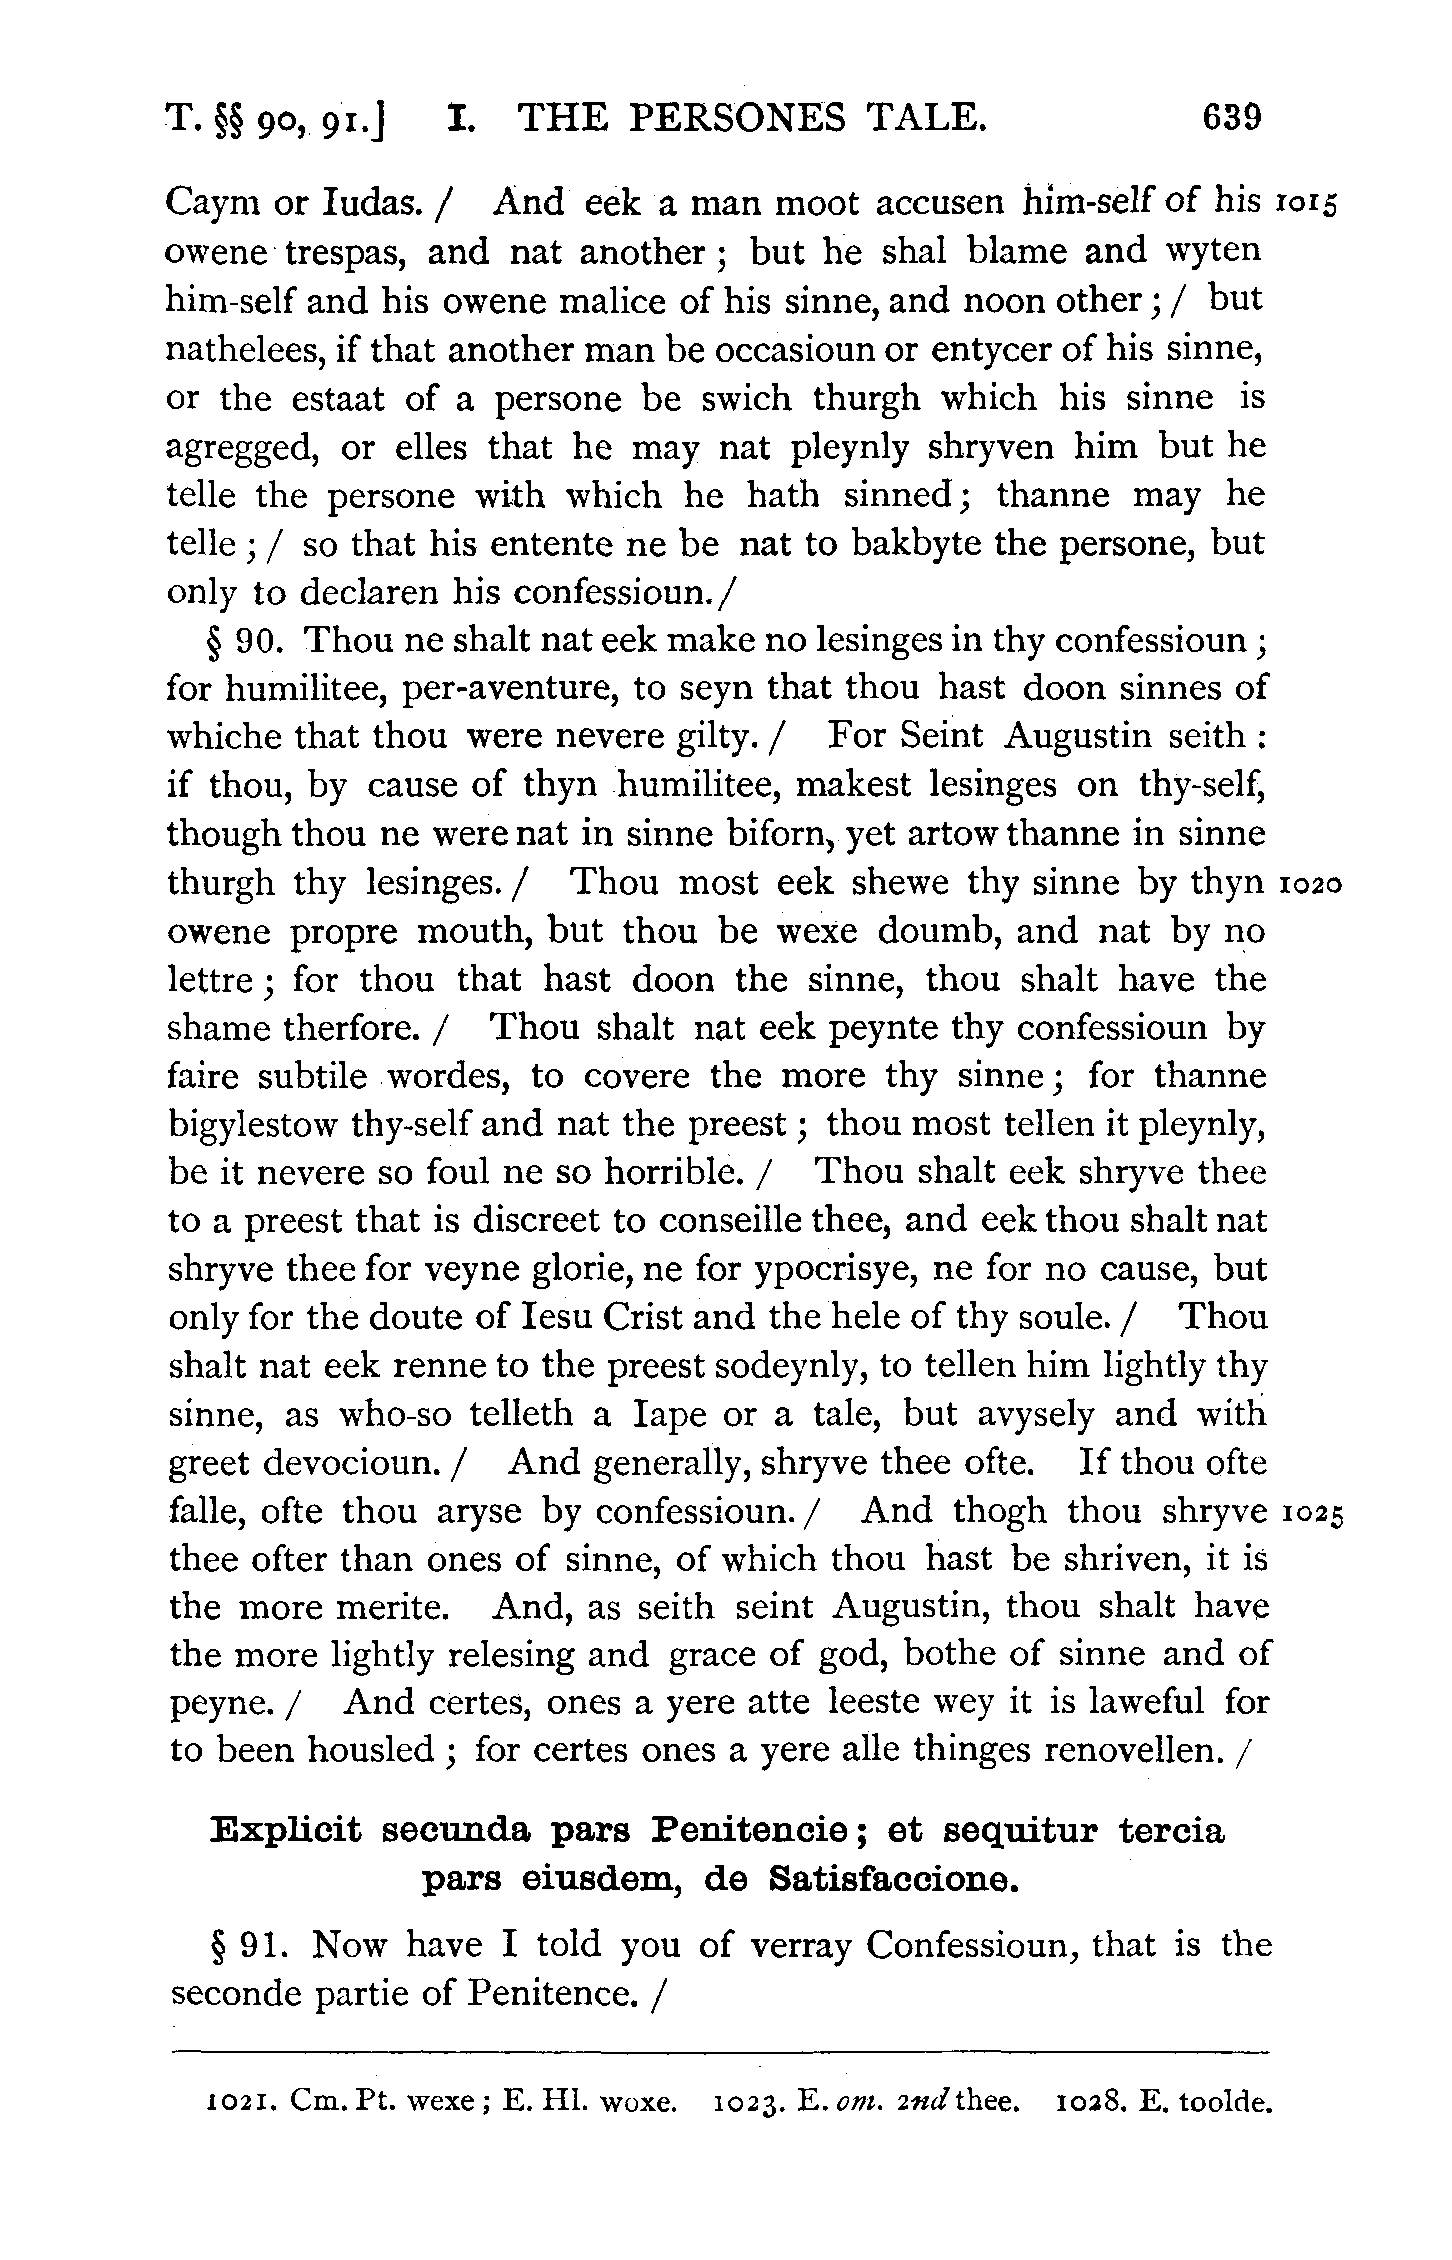 T. §§ 90, 91.] I. THE PERSONES TALE. 639
Caym or Iudas. / And eek a man moot accusen him-self of his 1015
owene trespas, and nat another ; but he shal blame and wyten
him-self and his owene malice of his sinne, and noon other ; / but
nathelees, if that another man be occasioun or entycer of his sinne,
or the estaat of a persone be swich thurgh which his sinne is
agregged, or elles that he may nat pleynly shryven him but he
telle the persone with which he hath sinned ; thanne may he
telle ; / so that his entente ne be nat to bakbyte the persone, but
only to declaren his confessioun. /
§ 90. Thou ne shalt nat eek make no lesinges in thy confessioun ;
for humilitee, per-aventure, to seyn that thou hast doon sinnes of
whiche that thou were nevere gilty. / For Seint Augustin seith :
if thou, by cause of thyn humilitee, makest lesinges on thy-self,
though thou ne were nat in sinne biforn, yet artow thanne in sinne
thurgh thy lesinges. / Thou most eek shewe thy sinne by thyn 1020
owene propre mouth, but thou be wexe doumb, and nat by no
lettre ; for thou that hast doon the sinne, thou shalt have the
shame therfore. / Thou shalt nat eek peynte thy confessioun by
faire subtile wordes, to covere the more thy sinne ; for thanne
bigylestow thy-self and nat the preest ; thou most tellen it pleynly,
be it nevere so foul ne so horrible. / Thou shalt eek shryve thee
to a preest that is discreet to conseille thee, and eek thou shalt nat
shryve thee for veyne glorie, ne for ypocrisye, ne for no cause, but
only for the doute of Iesu Crist and the hele of thy soule. / Thou
shalt nat eek renne to the preest sodeynly, to tellen him lightly thy
sinne, as who-so telleth a Iape or a tale, but avysely and with
greet devocioun. / And generally, shryve thee ofte. If thou ofte
falle, ofte thou aryse by confessioun. / And thogh thou shryve 1025
thee ofter than ones of sinne, of which thou hast be shriven, it is
the more merite. And, as seith seint Augustin, thou shalt have
the more lightly relesing and grace of god, bothe of sinne and of
peyne. / And certes, ones a yere atte leeste wey it is laweful for
to been housled ; for certes ones a yere alle thinges renovellen. /
Explicit secunda pars Penitencie ; et sequitur tercia
pars eiusdem, de Satisfaccione.
§ 91. Now have I told you of verray Confessioun, that is the
seconde partie of Penitence. /
1021. Cm. Pt. wexe ; E. Hl. woxe. 1023. E. om. 2nd thee. 1028. E. toolde.